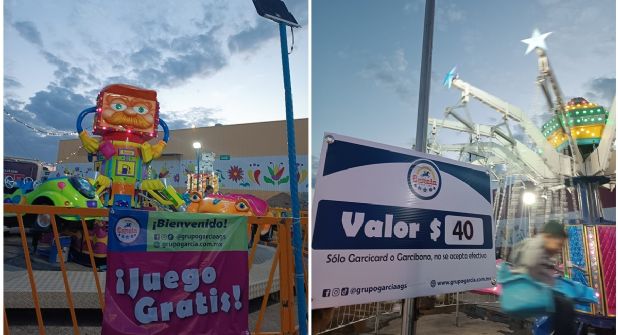 ¡Bienvenido!
@grupogarciaags
grupogarcia.com.mx
¡Juego
Gratis!
García
Valor $ 40
Sólo Garcicard o Garcibono, no se acepta efectivo
@grupogarciaags
www.grupogarcia.com.mx